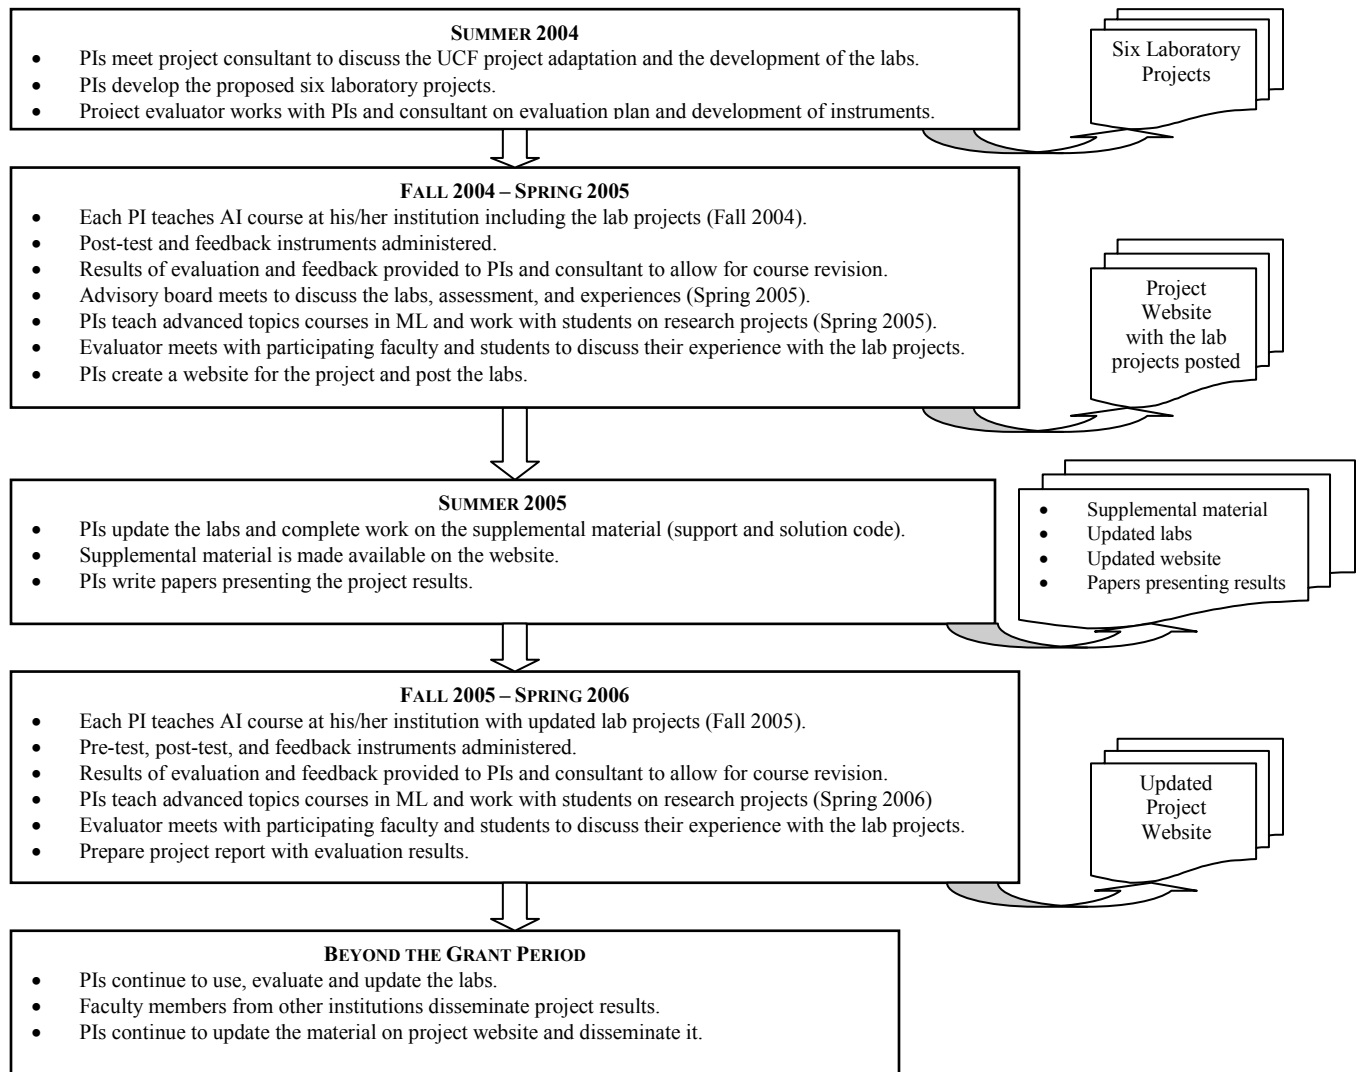 SUMMER 2004
• PIs meet project consultant to discuss the UCF project adaptation and the development of the labs.
• PIs develop the proposed six laboratory projects.
• Project evaluator works with PIs and consultant on evaluation plan and development of instruments.
Six Laboratory
Projects
FALL 2004 – SPRING 2005
• Each PI teaches AI course at his/her institution including the lab projects (Fall 2004).
• Post-test and feedback instruments administered.
• Results of evaluation and feedback provided to PIs and consultant to allow for course revision.
• Advisory board meets to discuss the labs, assessment, and experiences (Spring 2005).
• PIs teach advanced topics courses in ML and work with students on research projects (Spring 2005).
• Evaluator meets with participating faculty and students to discuss their experience with the lab projects.
• PIs create a website for the project and post the labs.
Project
Website
with the lab
projects posted
SUMMER 2005
• PIs update the labs and complete work on the supplemental material (support and solution code).
• Supplemental material is made available on the website.
• PIs write papers presenting the project results.
• Supplemental material
• Updated labs
• Updated website
• Papers presenting results
FALL 2005 – SPRING 2006
• Each PI teaches AI course at his/her institution with updated lab projects (Fall 2005).
• Pre-test, post-test, and feedback instruments administered.
• Results of evaluation and feedback provided to PIs and consultant to allow for course revision.
• PIs teach advanced topics courses in ML and work with students on research projects (Spring 2006)
• Evaluator meets with participating faculty and students to discuss their experience with the lab projects.
• Prepare project report with evaluation results.
Updated
Project
Website
BEYOND THE GRANT PERIOD
• PIs continue to use, evaluate and update the labs.
• Faculty members from other institutions disseminate project results.
• PIs continue to update the material on project website and disseminate it.